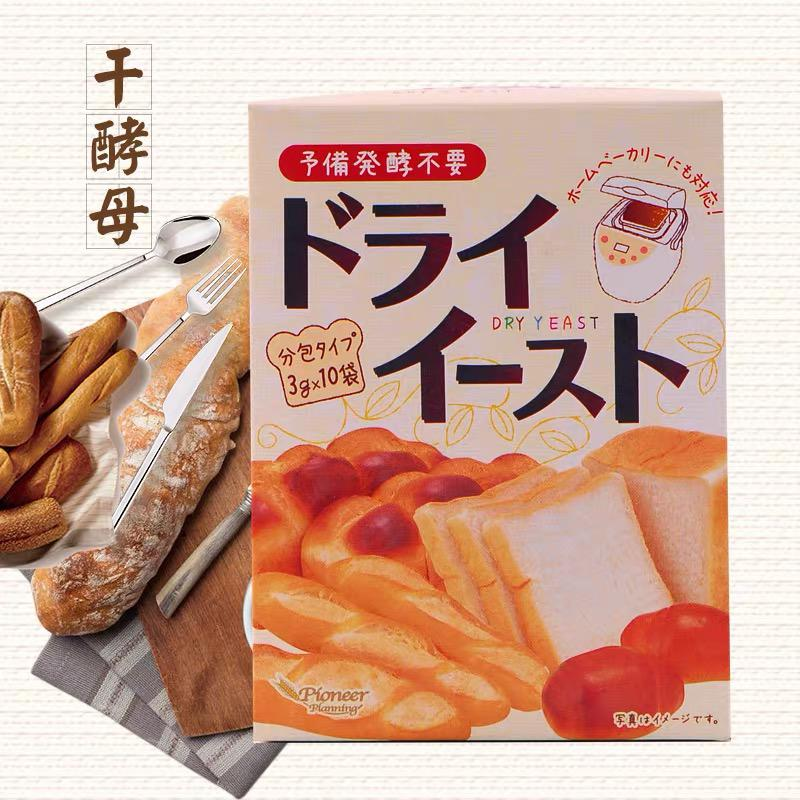 干酵母
DRY YEAST
予備発酵不要
ホームベーカリーにも対応!
ドライ
DRY YEAST
イースト
分包タイプ
3g×10袋
Pioneer
Planning
写真はイメージです。